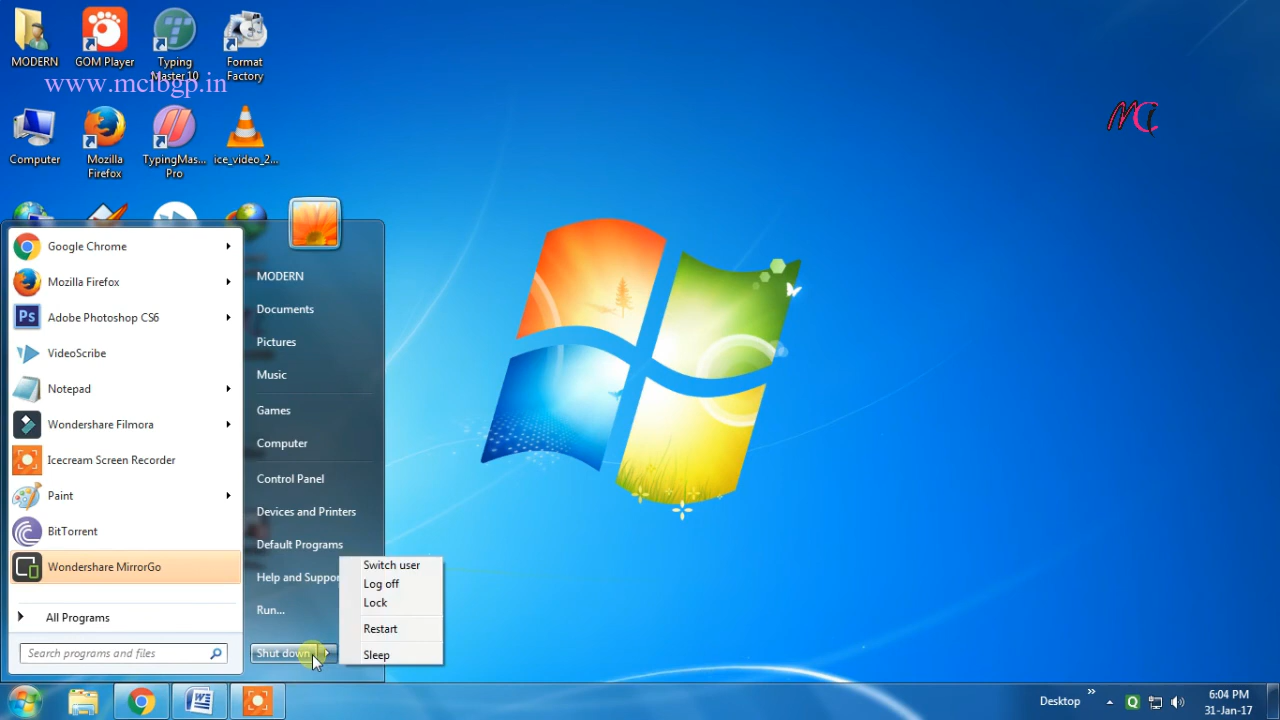 MODERN
GOM Player
Typing
Master 10
Format
Factory
www.mcibgp.in
MCi
Computer
Mozilla
Firefox
TypingMas...
Pro
ice_video_2...
Google Chrome
Mozilla Firefox
Ps
Adobe Photoshop CS6
VideoScribe
Notepad
Wondershare Filmora
Icecream Screen Recorder
Paint
BitTorrent
Wondershare MirrorGo
All Programs
Search programs and files
MODERN
Documents
Pictures
Music
Games
Computer
Control Panel
Devices and Printers
Default Programs
Help and Suppor
Run...
Shut down
Switch user
Log off
Lock
Restart
Sleep
Desktop
»
Q
6:04 PM
31-Jan-17